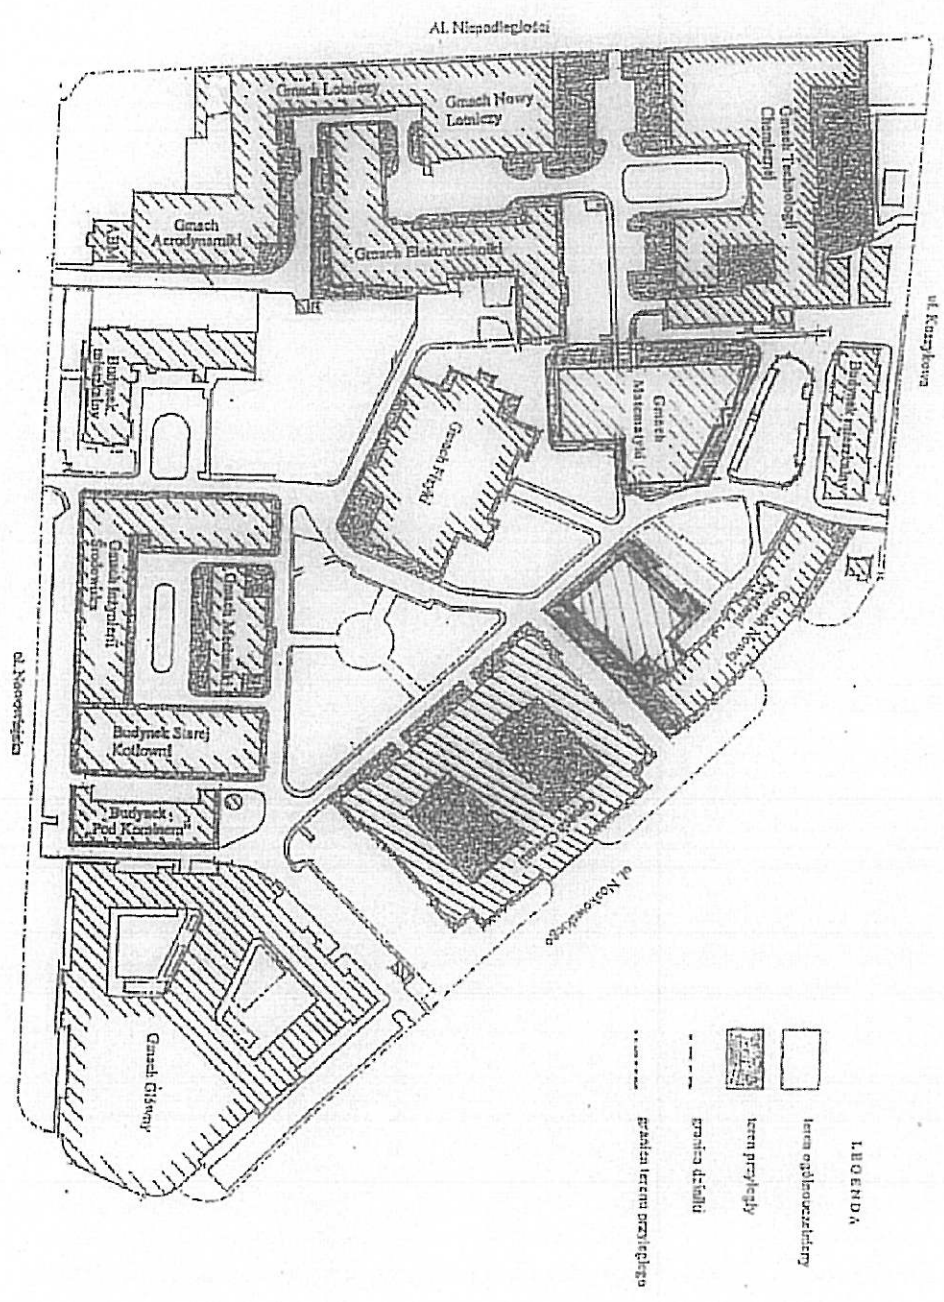 Al. Niepodległości
Gmach Lotniczy
Gmach Nowy
Lotniczy
Gmach Technologii
Chemicznej
Gmach
Aerodynamiki
Gmach Elektrotechniki
ul. Koszykowa
Budynek
mieszkalny
Gmach
Matematyki
Budynek mieszkalny
Gmach Fizyki
Gmach Inżynierii
Środowiska
Gmach Mechaniki
Gmach Nowej
ul. Nowowiejska
Budynek Starej
Kotłowni
Budynek
"Pod Kominem"
ul. Noakowskiego
Gmach Główny
LEGENDA
teren ogólnouczelniany
teren przyległy
granica działki
granica terenu przyległego